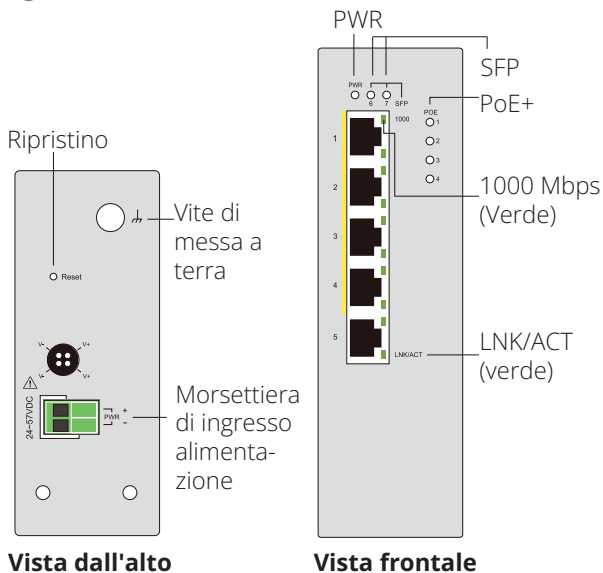 PWR
SFP
PoE+
1000 Mbps
(Verde)
LNK/ACT
(verde)
PWR
6 7 SFP
1000
POE
1
2
3
4
1
2
3
4
5
LNK/ACT
Vista frontale
Ripristino
Vite di
messa a
terra
Reset
V- V+
V- V+
24–57VDC
PWR
+
-
Morsettiera
di ingresso
alimenta-
zione
Vista dall'alto